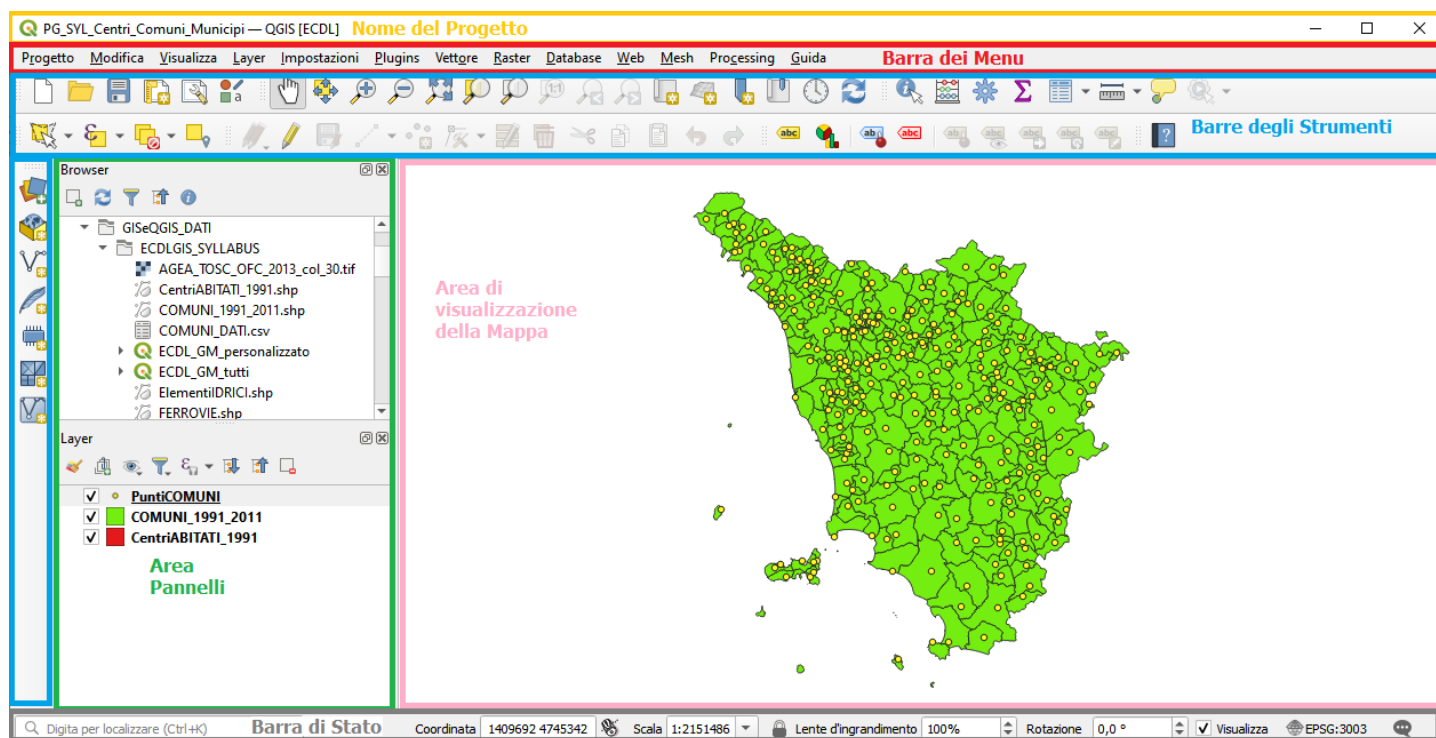 PG_SYL_Centri_Comuni_Municipi — QGIS [ECDL] Nome del Progetto
Progetto Modifica Visualizza Layer Impostazioni Plugins Vettore Raster Database Web Mesh Processing Guida Barra dei Menu
Barre degli Strumenti
Browser
GISeQGIS_DATI
ECDLGIS_SYLLABUS
AGEA_TOSC_OFC_2013_col_30.tif
CentriABITATI_1991.shp
COMUNI_1991_2011.shp
COMUNI_DATI.csv
ECDL_GM_personalizzato
ECDL_GM_tutti
ElementiIDRICI.shp
FERROVIE.shp
Layer
PuntiCOMUNI
COMUNI_1991_2011
CentriABITATI_1991
Area
Pannelli
Area di
visualizzazione
della Mappa
Digita per localizzare (Ctrl+K) Barra di Stato Coordinata 1409692 4745342 Scala 1:2151486 Lente d'ingrandimento 100% Rotazione 0,0 ° Visualizza EPSG:3003